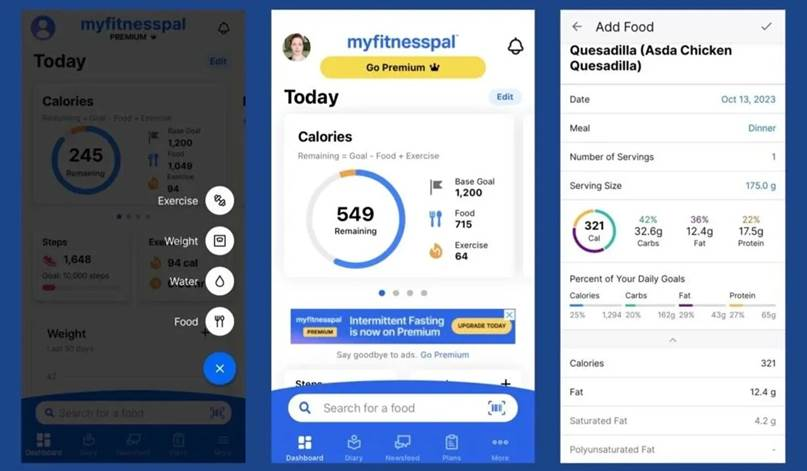 myfitnesspal
PREMIUM
Today
Edit
Calories
Remaining = Goal - Food + Exercise
245
Remaining
Base Goal
1,200
Food
1,049
Exercise
94
Exercise
Weight
Water
Food
Steps
1,648
Goal: 10,000 steps
94 cal
Weight
Last 90 days
Search for a food
Dashboard
Diary
Newsfeed
Plans
More
myfitnesspal
Go Premium
Today
Edit
Calories
Remaining = Goal - Food + Exercise
549
Remaining
Base Goal
1,200
Food
715
Exercise
64
myfitnesspal
PREMIUM
Intermittent Fasting
is now on Premium
UPGRADE TODAY
Say goodbye to ads. Go Premium
Steps
Search for a food
Dashboard
Diary
Newsfeed
Plans
More
Add Food
Quesadilla (Asda Chicken
Quesadilla)
Date Oct 13, 2023
Meal Dinner
Number of Servings 1
Serving Size 175.0 g
321
Cal
42% 36% 22%
32.6g 12.4g 17.5g
Carbs Fat Protein
Percent of Your Daily Goals
Calories Carbs Fat Protein
25% 1,294 20% 162g 29% 43g 27% 65g
Calories 321
Fat 12.4 g
Saturated Fat 4.2 g
Polyunsaturated Fat -